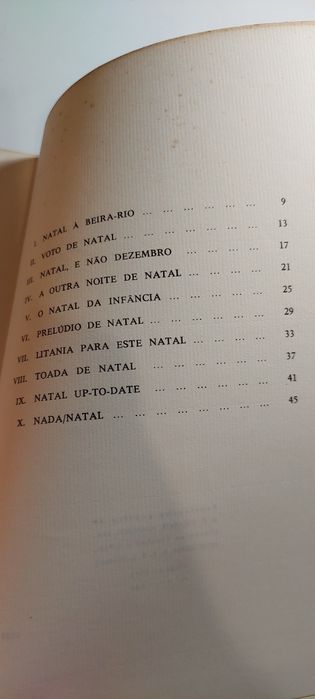 I. NATAL À BEIRA-RIO ... ... ... ... ... ... 9
II. VOTO DE NATAL ... ... ... ... ... ... ... 13
III. NATAL, E NÃO DEZEMBRO ... ... ... ... 17
IV. A OUTRA NOITE DE NATAL ... ... ... ... 21
V. O NATAL DA INFÂNCIA ... ... ... ... ... 25
VI. PRELÚDIO DE NATAL ... ... ... ... ... ... 29
VII. LITANIA PARA ESTE NATAL ... ... ... ... 33
VIII. TOADA DE NATAL ... ... ... ... ... ... 37
IX. NATAL UP-TO-DATE ... ... ... ... ... ... 41
X. NADA/NATAL ... ... ... ... ... ... ... 45